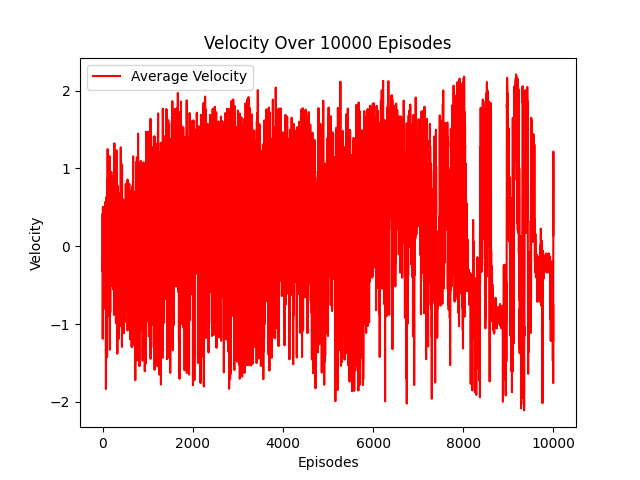 Velocity Over 10000 Episodes
Average Velocity
2
1
0
−1
−2
Velocity
0 2000 4000 6000 8000 10000
Episodes